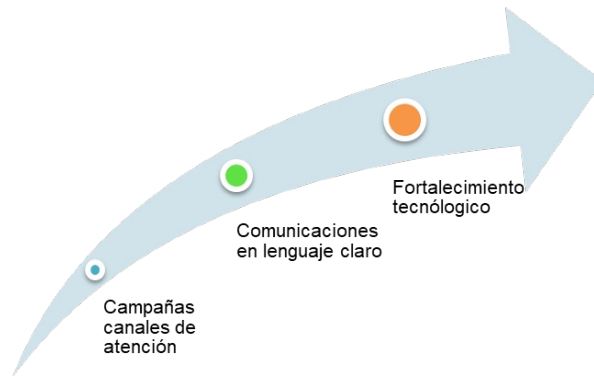 Fortalecimiento
tecnólogico
Comunicaciones
en lenguaje claro
Campañas
canales de
atención